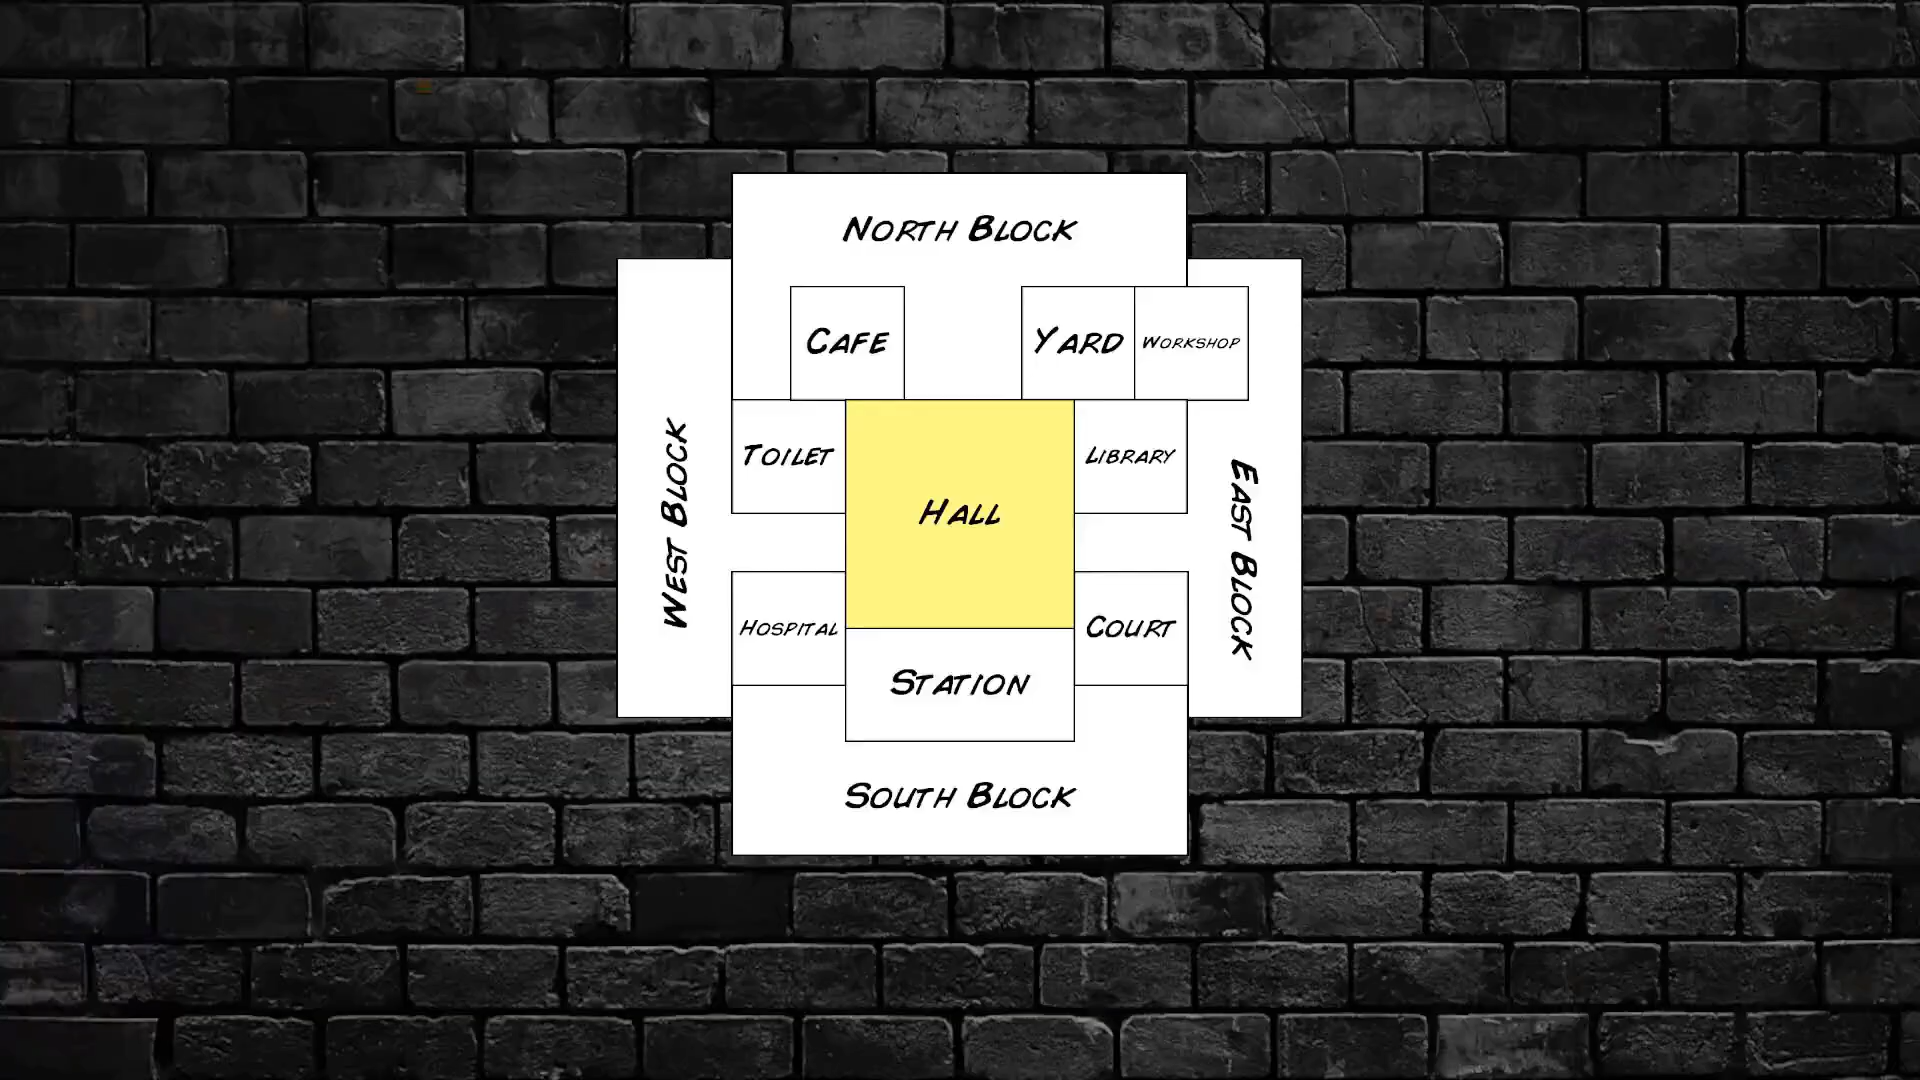 NORTH BLOCK
CAFE
YARD
WORKSHOP
TOILET
LIBRARY
WEST BLOCK
HALL
EAST BLOCK
HOSPITAL
COURT
STATION
SOUTH BLOCK